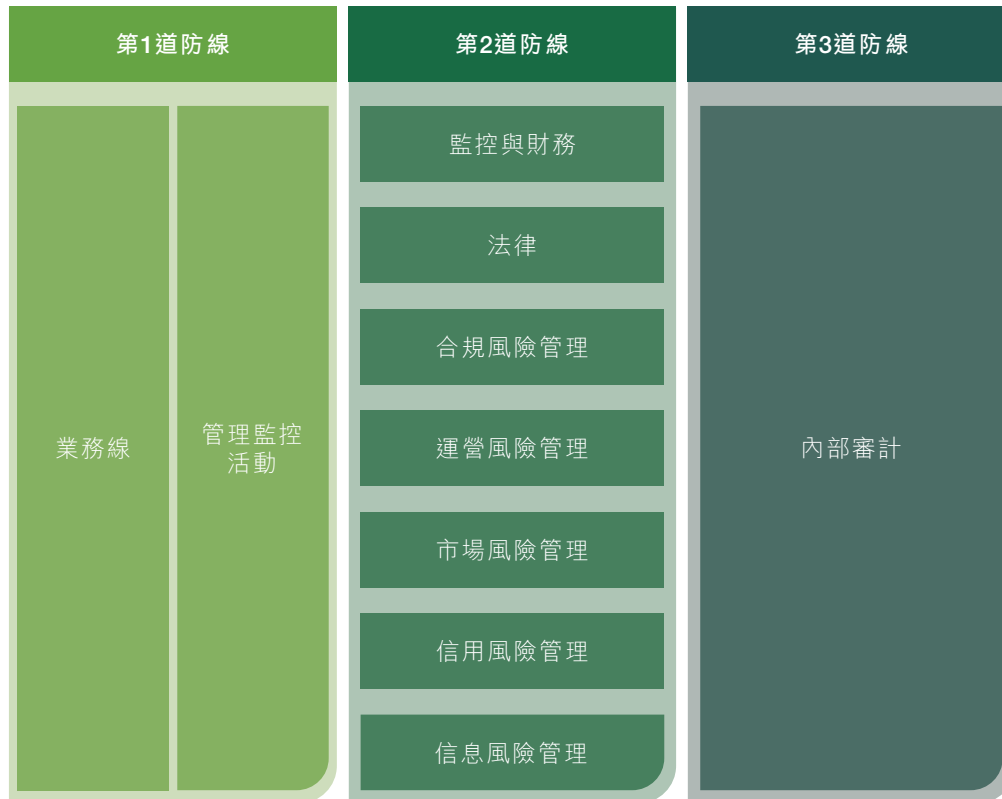 第1道防線
業務線
管理監控
活動
第2道防線
監控與財務
法律
合規風險管理
運營風險管理
市場風險管理
信用風險管理
信息風險管理
第3道防線
內部審計